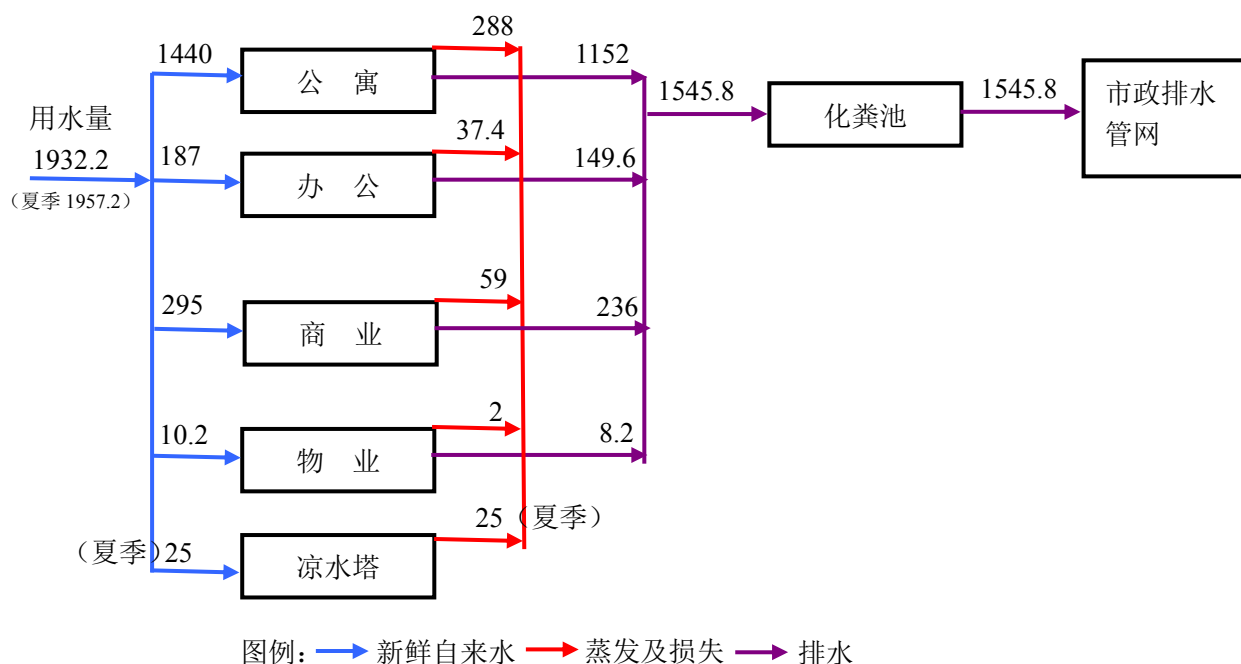 288
1440
公 寓
1152
1545.8
化粪池
1545.8
市政排水
管网
用水量
1932.2
（夏季 1957.2）
37.4
187
办 公
149.6
59
295
商 业
236
2
10.2
物 业
8.2
25（夏季）
（夏季）25
凉水塔
图例： 新鲜自来水 蒸发及损失 排水